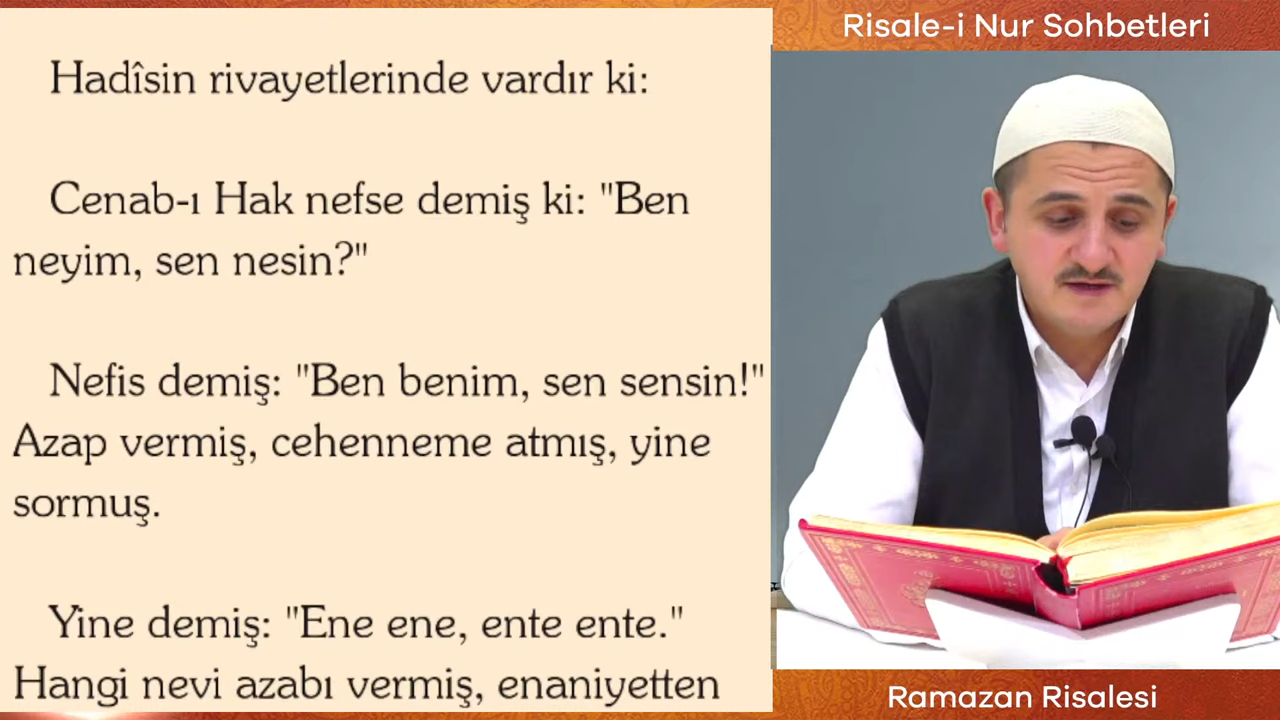 Hadîsin rivayetlerinde vardır ki:
Cenab-ı Hak nefse demiş ki: "Ben
neyim, sen nesin?"
Nefis demiş: "Ben benim, sen sensin!"
Azap vermiş, cehenneme atmış, yine
sormuş.
Yine demiş: "Ene ene, ente ente."
Hangi nevi azabı vermiş, enaniyetten
Risale-i Nur Sohbetleri
Ramazan Risalesi